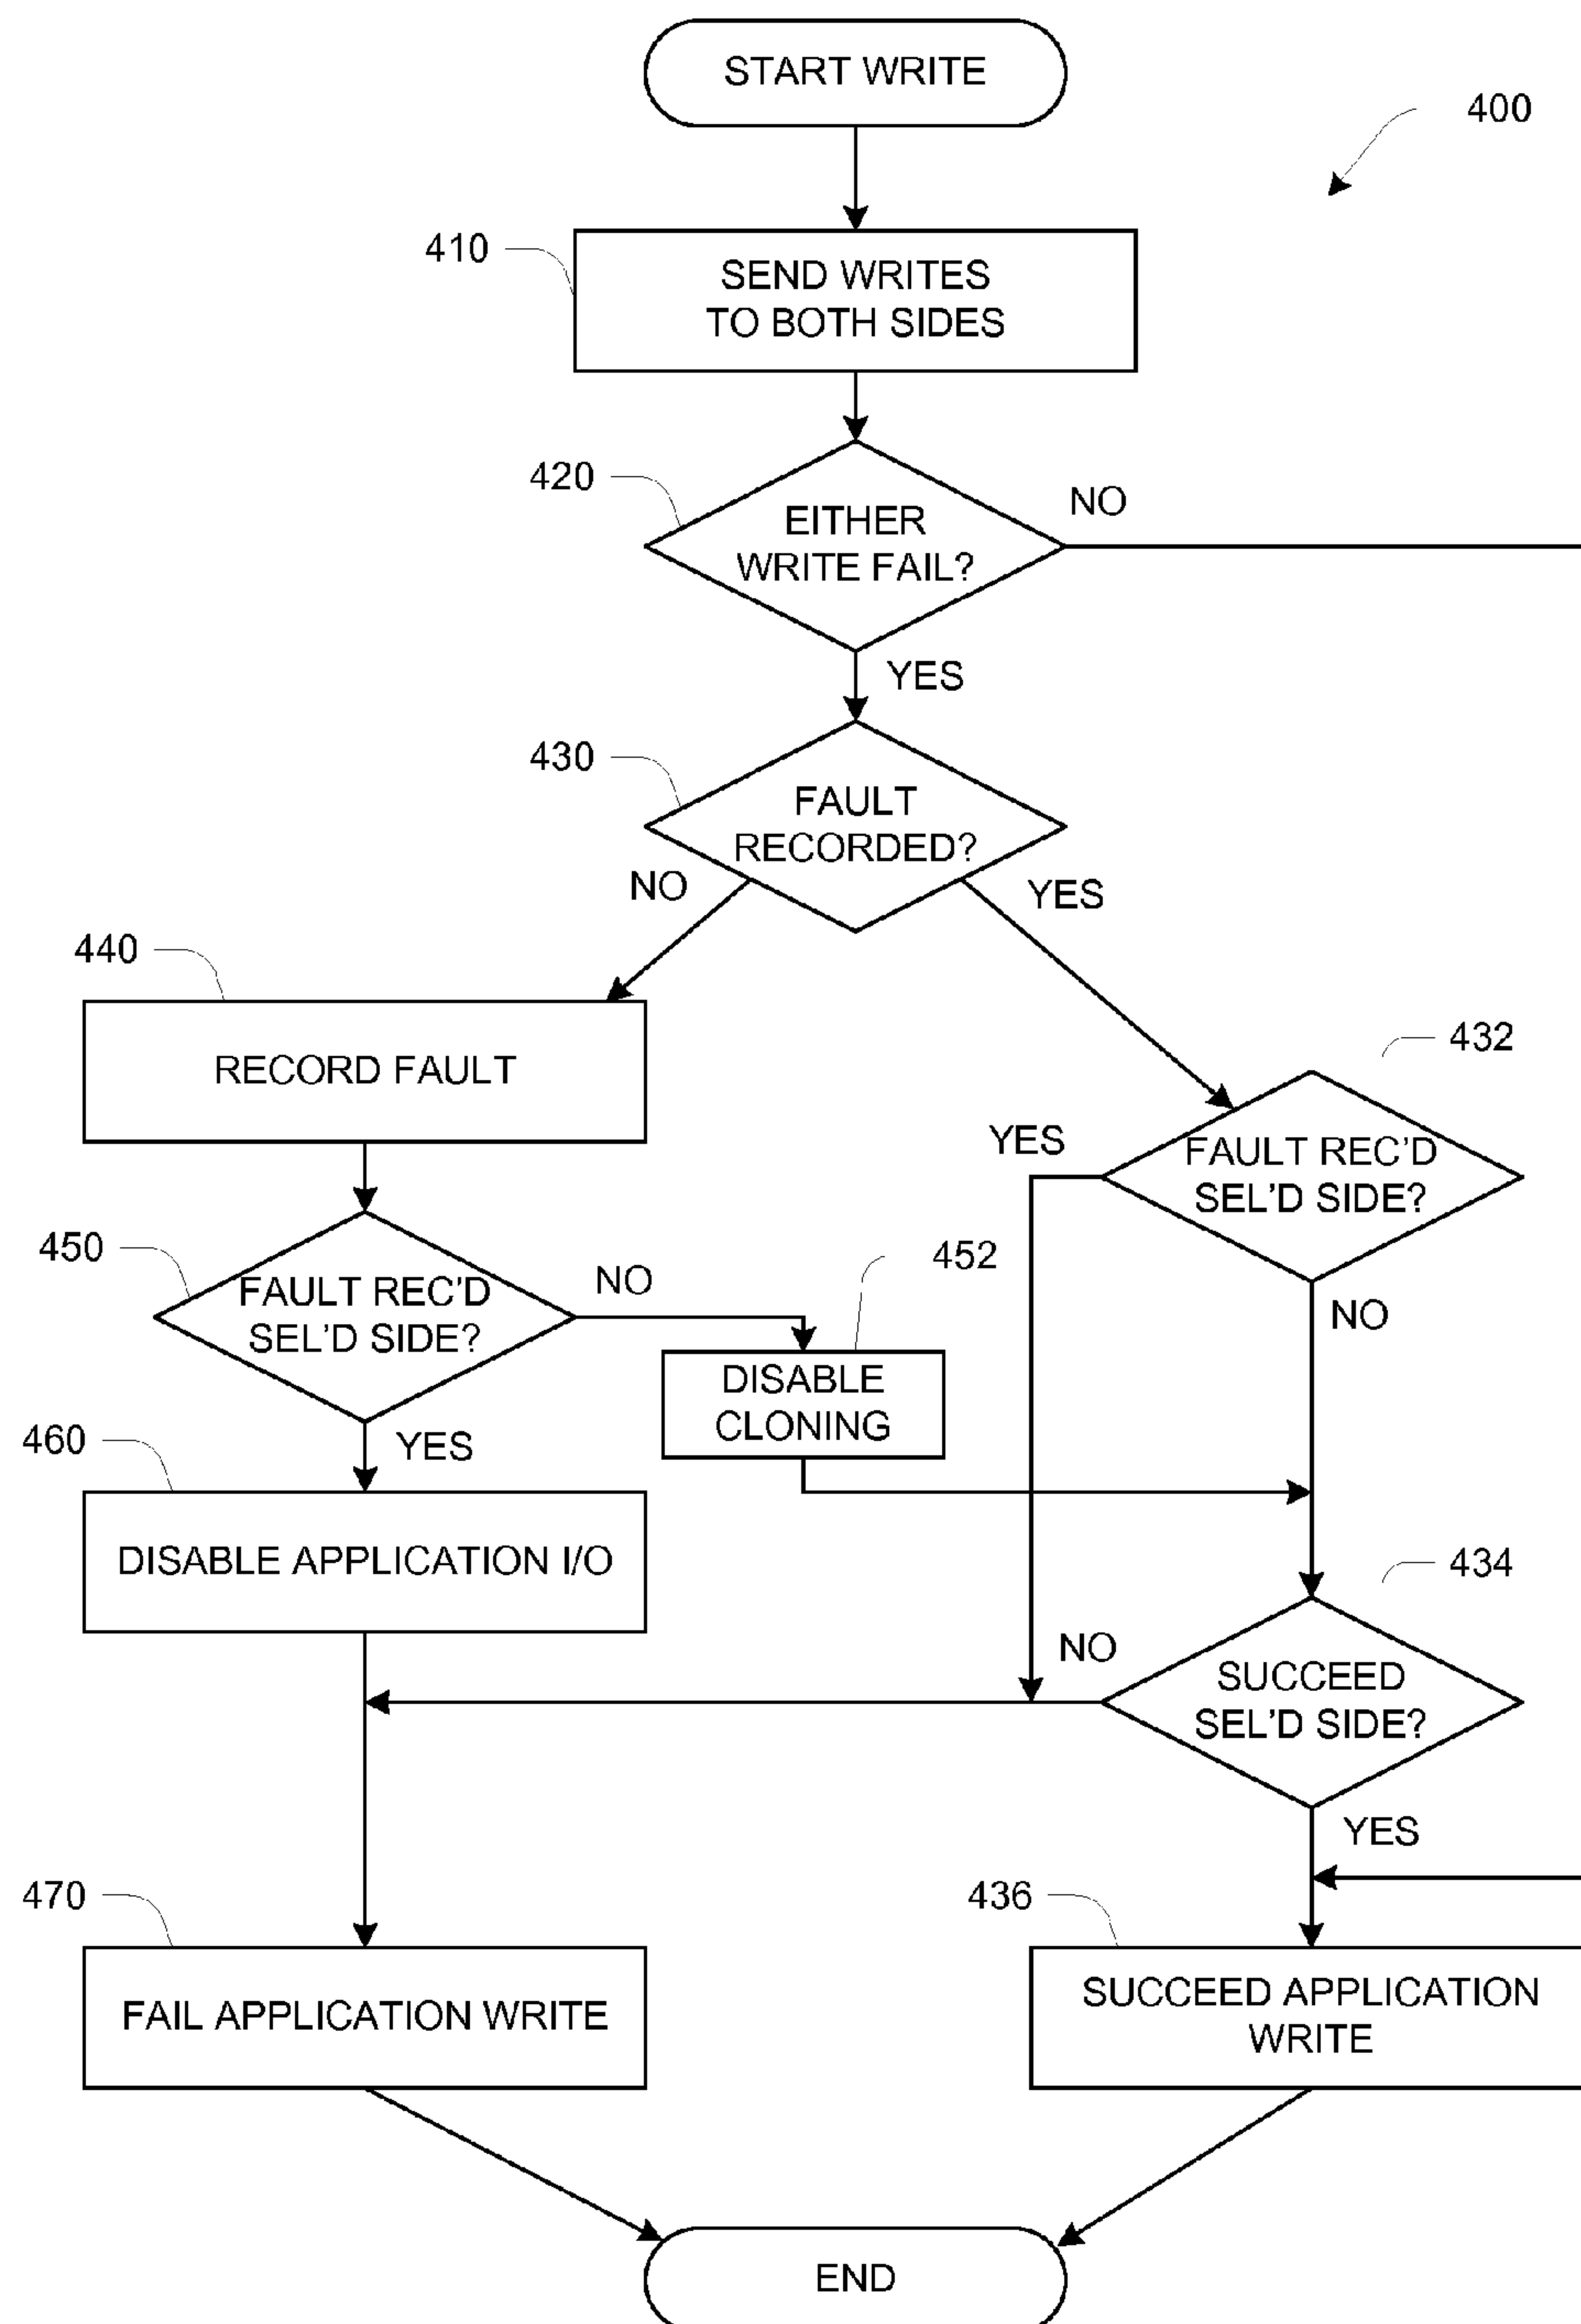 START WRITE
400
410
SEND WRITES
TO BOTH SIDES
420
NO
EITHER
WRITE FAIL?
YES
430
FAULT
RECORDED?
NO
YES
440
RECORD FAULT
432
YES
FAULT REC'D
SEL'D SIDE?
450
NO
452
FAULT REC'D
SEL'D SIDE?
NO
DISABLE
CLONING
460
YES
DISABLE APPLICATION I/O
434
NO
SUCCEED
SEL'D SIDE?
YES
470
436
FAIL APPLICATION WRITE
SUCCEED APPLICATION
WRITE
END